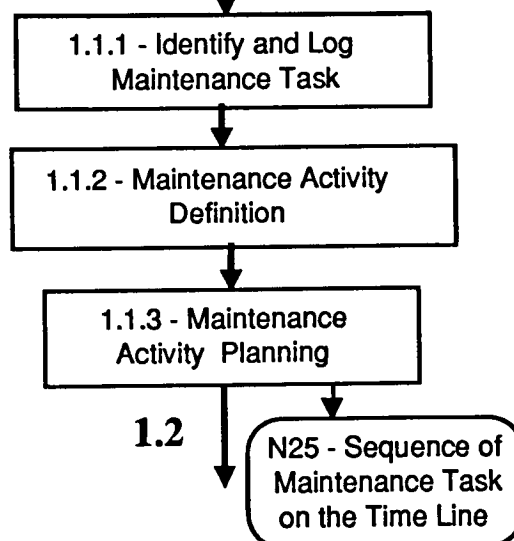 1.1.1 - Identify and Log
Maintenance Task
1.1.2 - Maintenance Activity
Definition
1.1.3 - Maintenance
Activity Planning
1.2
N25 - Sequence of
Maintenance Task
on the Time Line